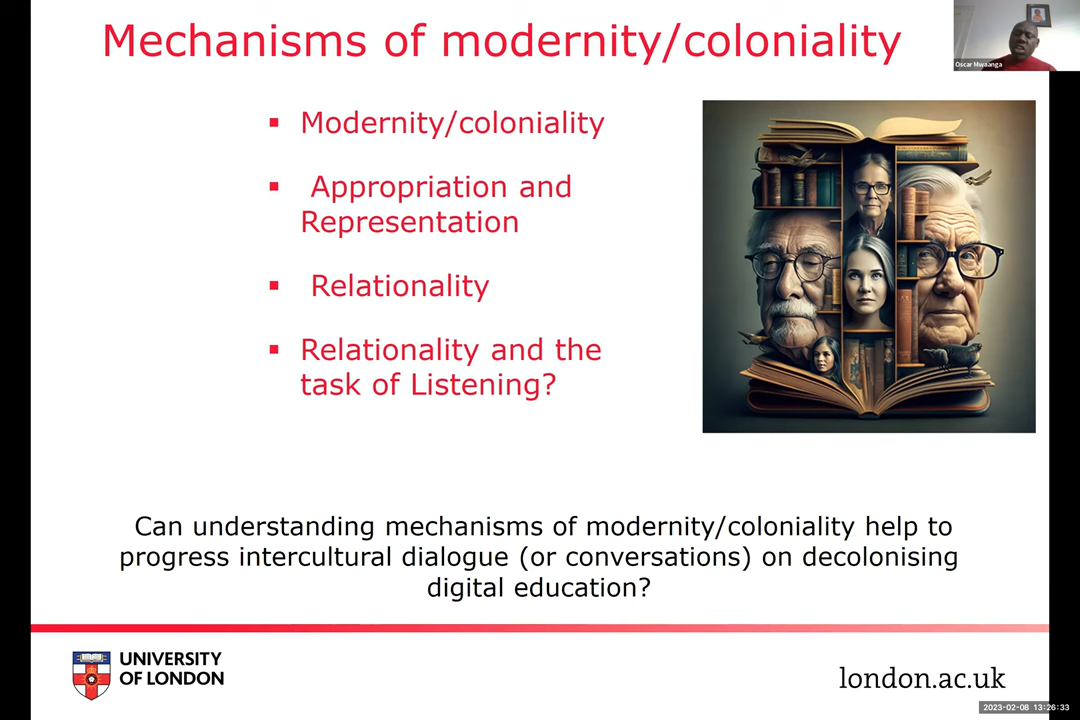 Mechanisms of modernity/coloniality
Oscar Mwaanga
▪ Modernity/coloniality
▪ Appropriation and
Representation
▪ Relationality
▪ Relationality and the
task of Listening?
Can understanding mechanisms of modernity/coloniality help to
progress intercultural dialogue (or conversations) on decolonising
digital education?
UNIVERSITY
OF LONDON
london.ac.uk
2023-02-08 13:26:33